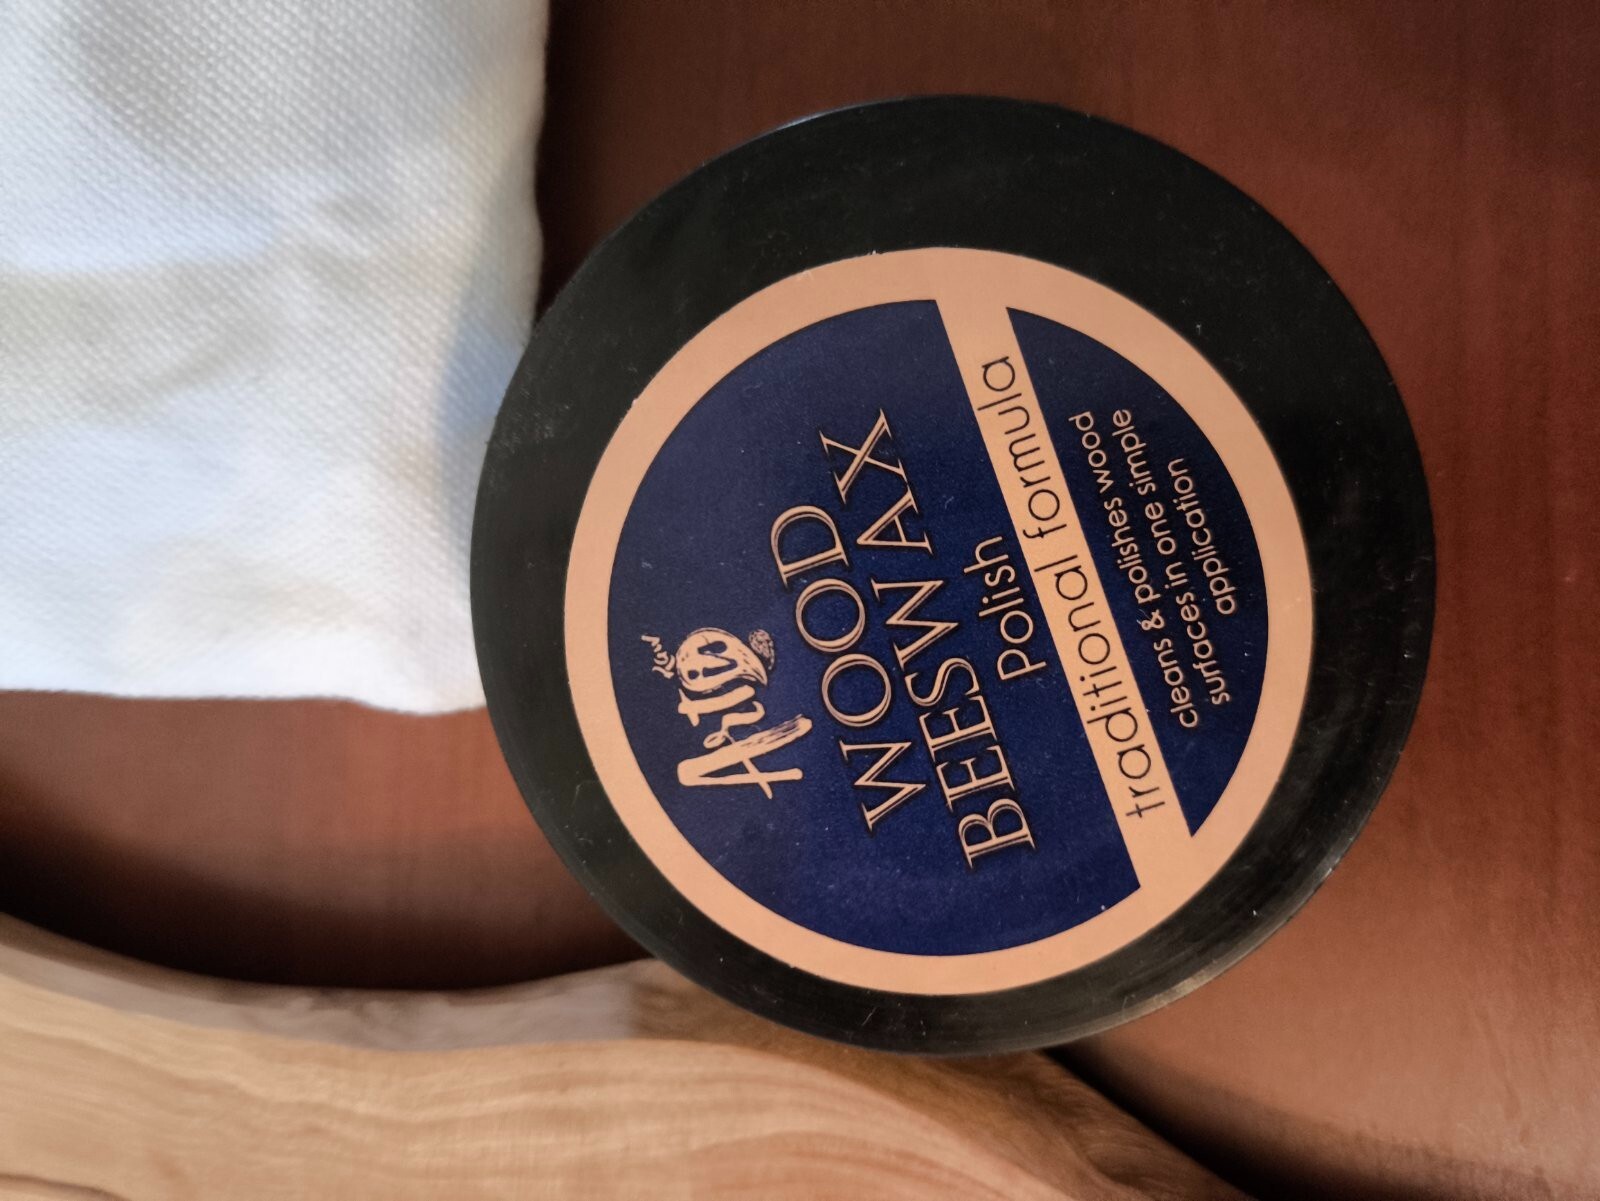 WOOD
BEESWAX
Polish
traditional formula
cleans & polishes wood
surfaces in one simple
application